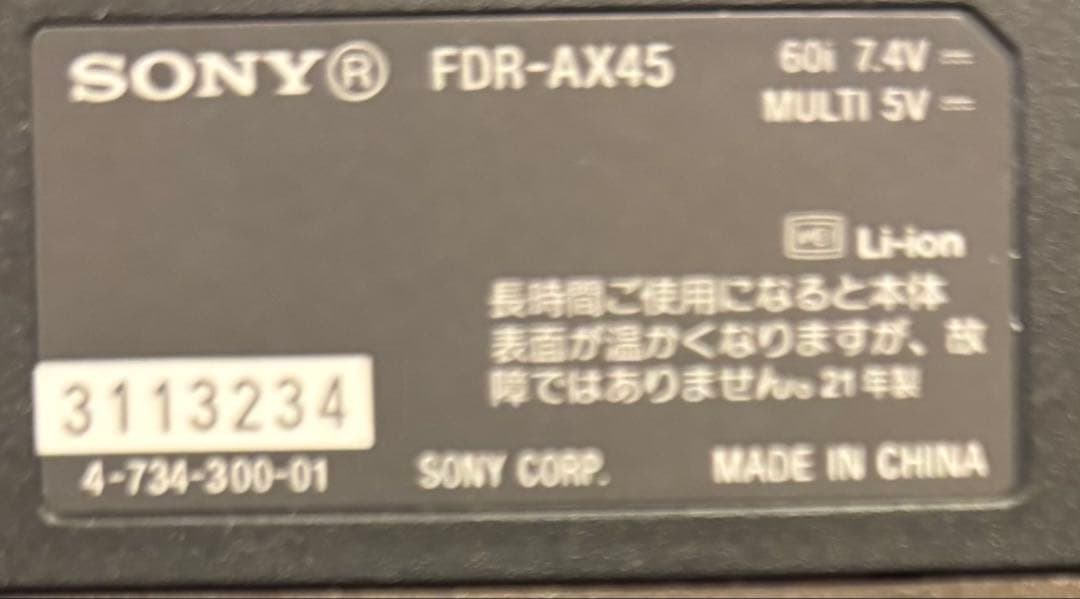 SONY® FDR-AX45
60i 7.4V ⎓
MULTI 5V ⎓
Li-ion
長時間ご使用になると本体
表面が温かくなりますが、故
障ではありません。21年製
3113234
4-734-300-01
SONY CORP.
MADE IN CHINA